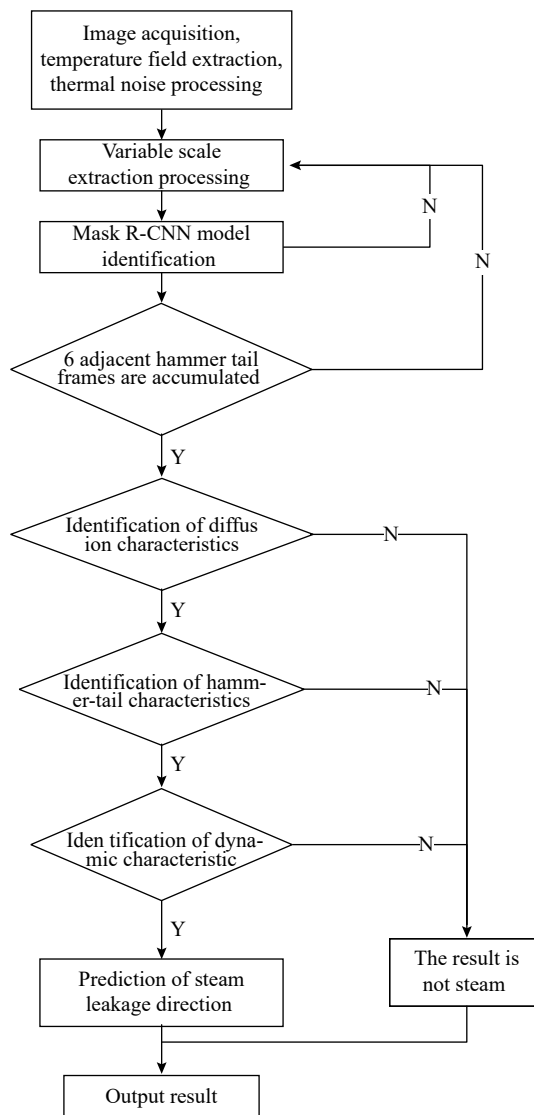 Image acquisition,
temperature field extraction,
thermal noise processing
Variable scale
extraction processing
N
Mask R-CNN model
identification
N
6 adjacent hammer tail
frames are accumulated
Y
Identification of diffus
ion characteristics
N
Y
Identification of ham-
er-tail characteristics
N
Y
Iden tification of dyna-
mic characteristic
N
Y
Prediction of steam
leakage direction
The result is
not steam
Output result